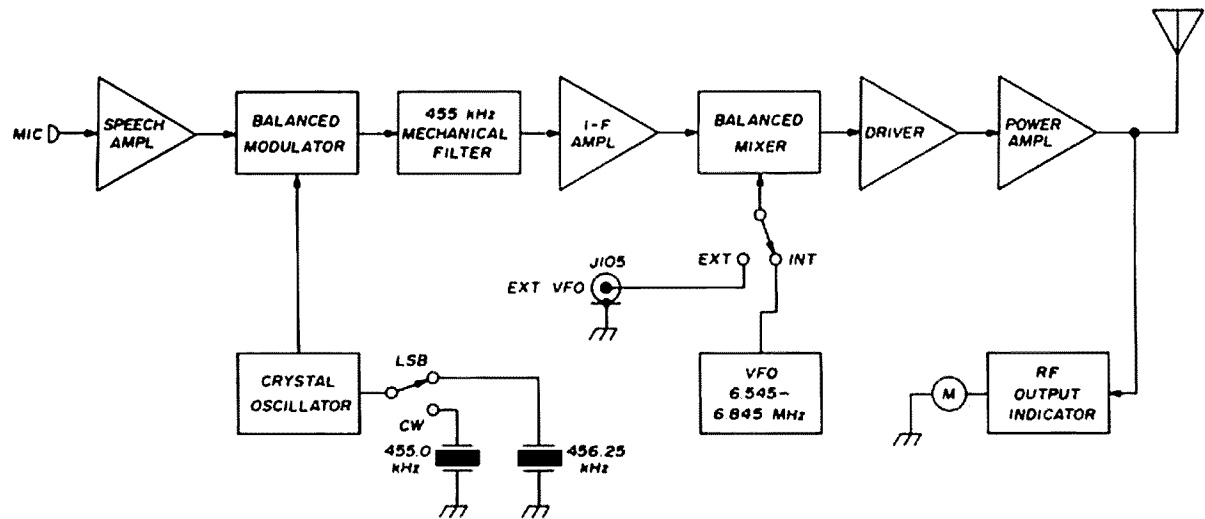 MIC
SPEECH
AMPL
BALANCED
MODULATOR
455 kHz
MECHANICAL
FILTER
I-F
AMPL
BALANCED
MIXER
DRIVER
POWER
AMPL
EXT
INT
J105
EXT VFO
CRYSTAL
OSCILLATOR
LSB
CW
455.0
kHz
456.25
kHz
VFO
6.545–
6.845 MHz
M
RF
OUTPUT
INDICATOR